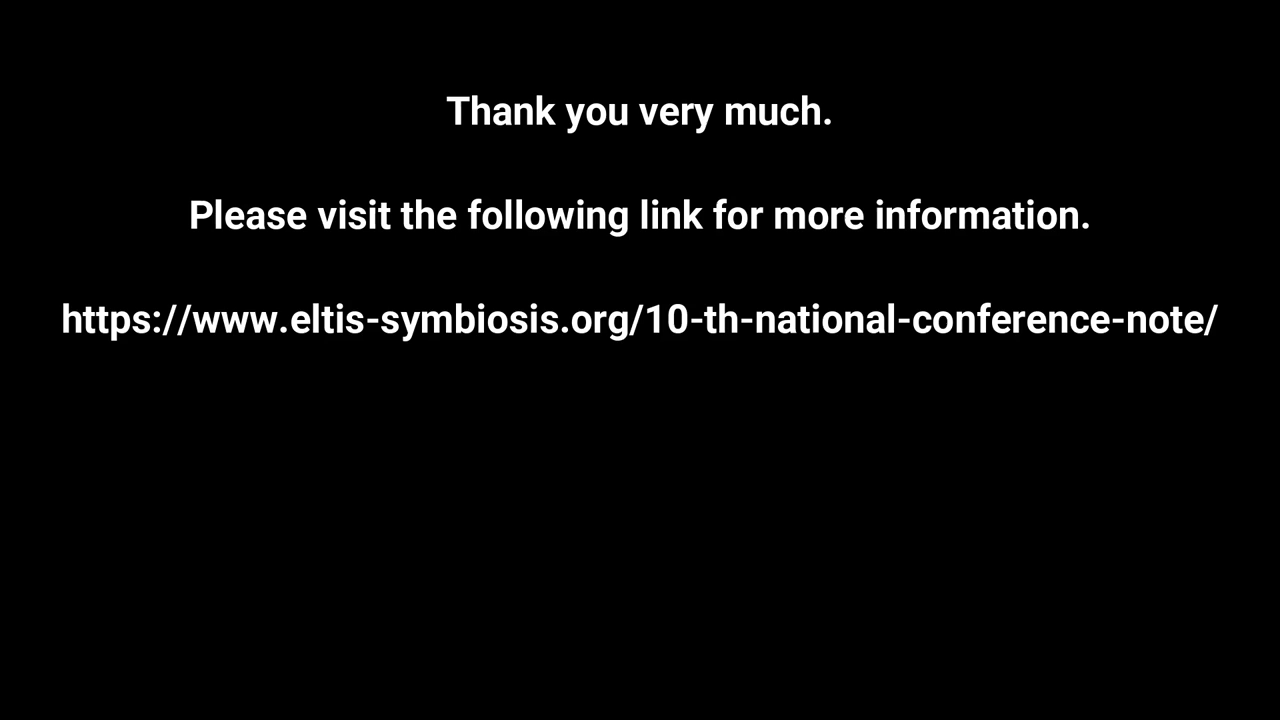 Thank you very much.
Please visit the following link for more information.
https://www.eltis-symbiosis.org/10-th-national-conference-note/